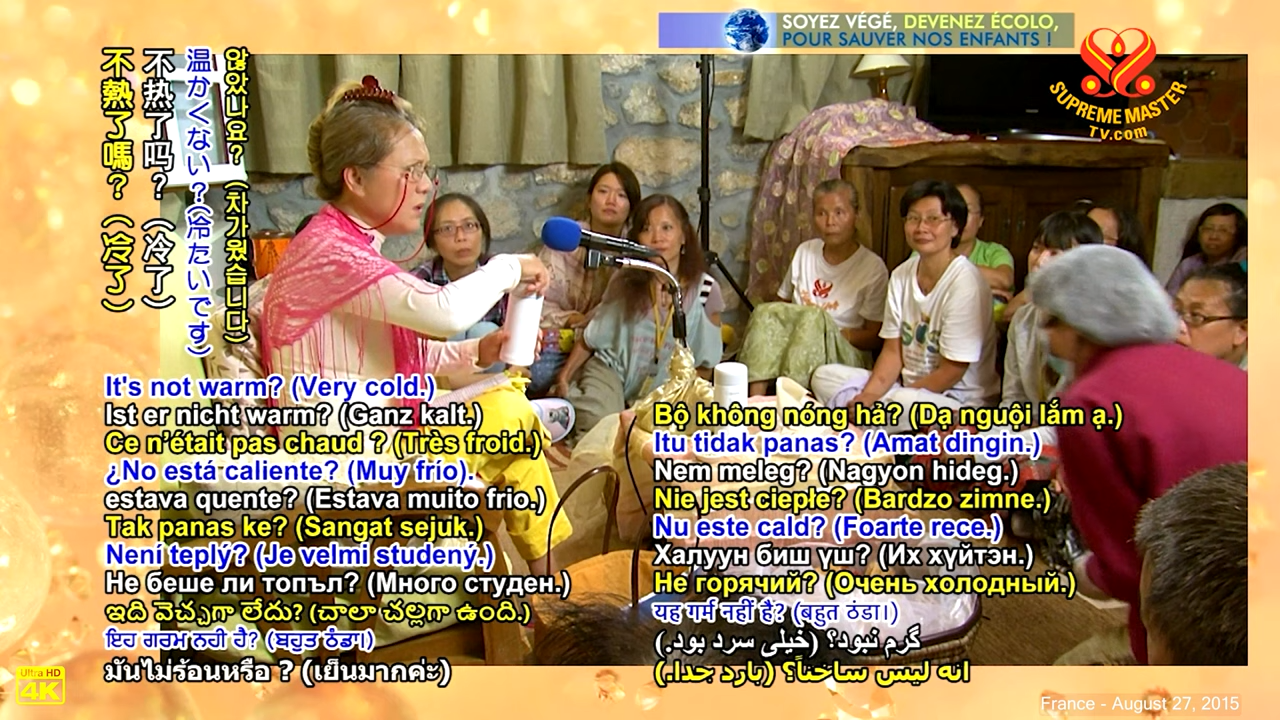 SOYEZ VÉGÉ, DEVENEZ ÉCOLO,
POUR SAUVER NOS ENFANTS !
SUPREME MASTER
TV.com
不熱了嗎？（冷了）
不热了吗？（冷了）
温かくない？（冷たいです）
않았나요? (차가웠습니다)
It's not warm? (Very cold.)
Ist er nicht warm? (Ganz kalt.)
Ce n'était pas chaud ? (Très froid.)
¿No está caliente? (Muy frío).
estava quente? (Estava muito frio.)
Tak panas ke? (Sangat sejuk.)
Není teplý? (Je velmi studený.)
Не беше ли топъл? (Много студен.)
ఇది వెచ్చగా లేదు? (చాలా చల్లగా ఉంది.)
ਇਹ ਗਰਮ ਨਹੀ ਹੈ? (ਬਹੁਤ ਠੰਡਾ।)
มันไม่ร้อนหรือ ? (เย็นมากค่ะ)
Bộ không nóng hả? (Dạ nguội lắm ạ.)
Itu tidak panas? (Amat dingin.)
Nem meleg? (Nagyon hideg.)
Nie jest ciepłe? (Bardzo zimne.)
Nu este cald? (Foarte rece.)
Халуун биш үү? (Их хүйтэн.)
Не горячий? (Очень холодный.)
यह गर्म नहीं है? (बहुत ठंडा।)
گرم نبود؟ (خیلی سرد بود.)
انه ليس ساخناً؟ (بارد جدا.)
Ultra HD
4K
France - August 27, 2015